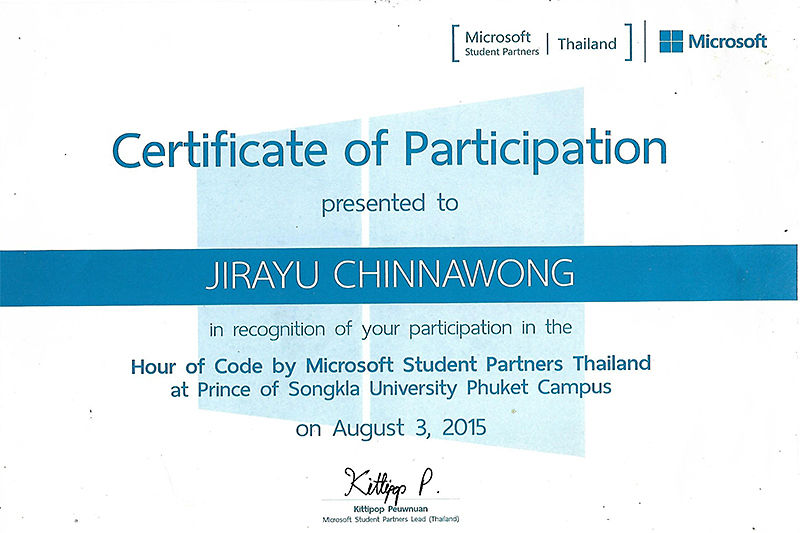 Microsoft
Student Partners
Thailand
Microsoft
Certificate of Participation
presented to
JIRAYU CHINNAWONG
in recognition of your participation in the
Hour of Code by Microsoft Student Partners Thailand
at Prince of Songkla University Phuket Campus
on August 3, 2015
Kittipop P.
Kittipop Peuwnuan
Microsoft Student Partners Lead (Thailand)